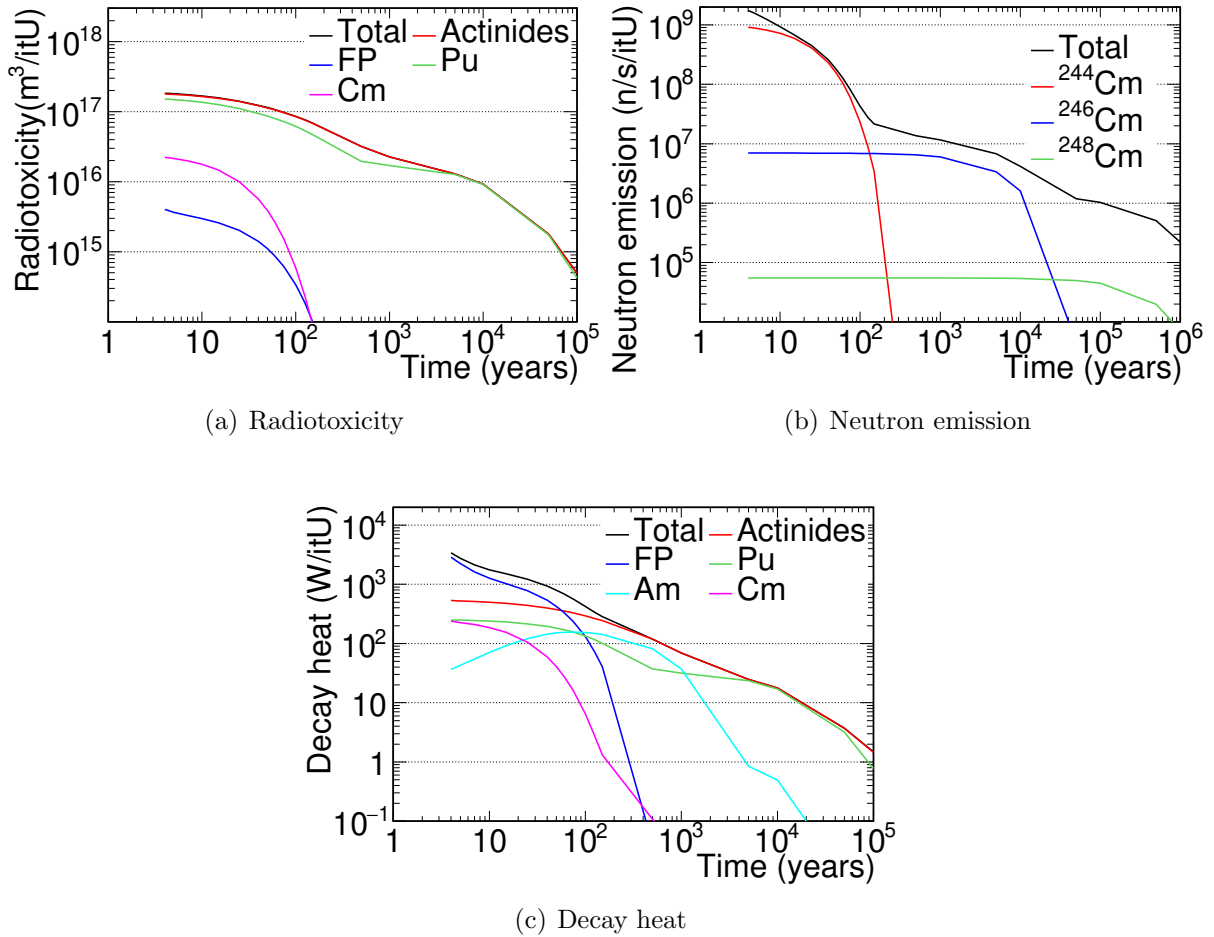 Radiotoxicity(m³/itU)
10¹⁸
10¹⁷
10¹⁶
10¹⁵
Total Actinides
FP Pu
Cm
1 10 10² 10³ 10⁴ 10⁵
Time (years)
(a) Radiotoxicity
Neutron emission (n/s/itU)
10⁹
10⁸
10⁷
10⁶
10⁵
Total
²⁴⁴Cm
²⁴⁶Cm
²⁴⁸Cm
1 10 10² 10³ 10⁴ 10⁵ 10⁶
Time (years)
(b) Neutron emission
Decay heat (W/itU)
10⁴
10³
10²
10
1
10⁻¹
Total Actinides
FP Pu
Am Cm
1 10 10² 10³ 10⁴ 10⁵
Time (years)
(c) Decay heat